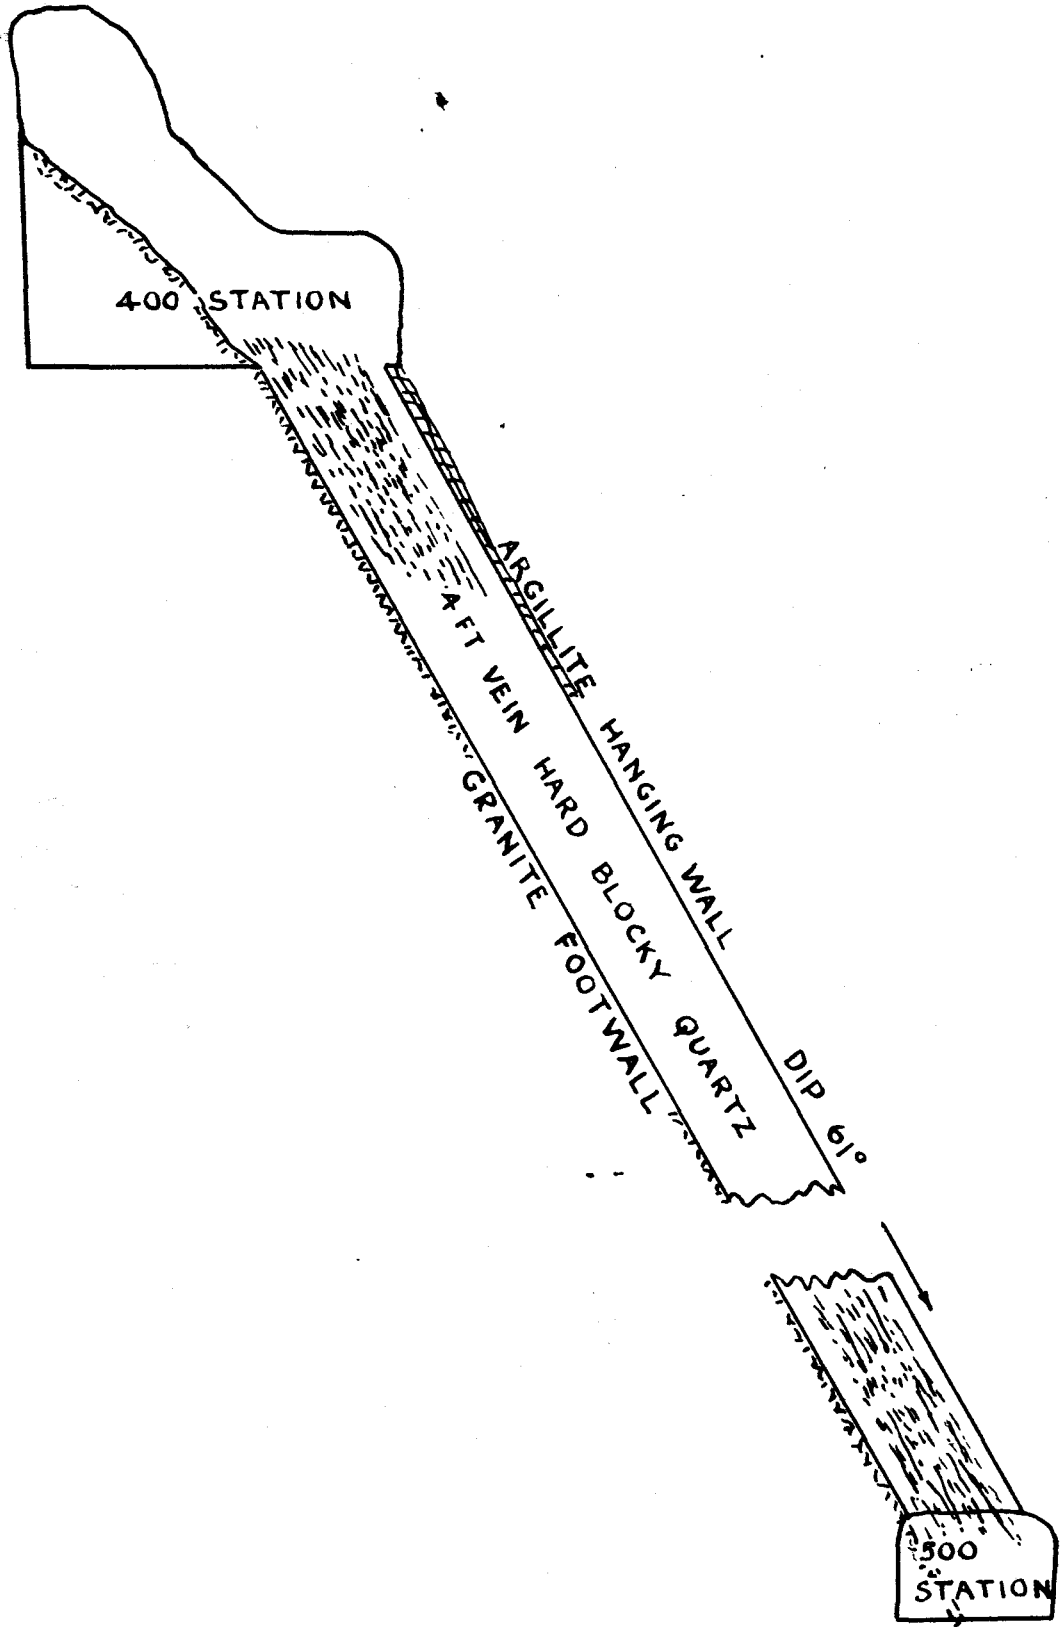 400 STATION
ARGILLITE HANGING WALL
4 FT VEIN HARD BLOCKY QUARTZ
GRANITE FOOTWALL
DIP 61°
500
STATION